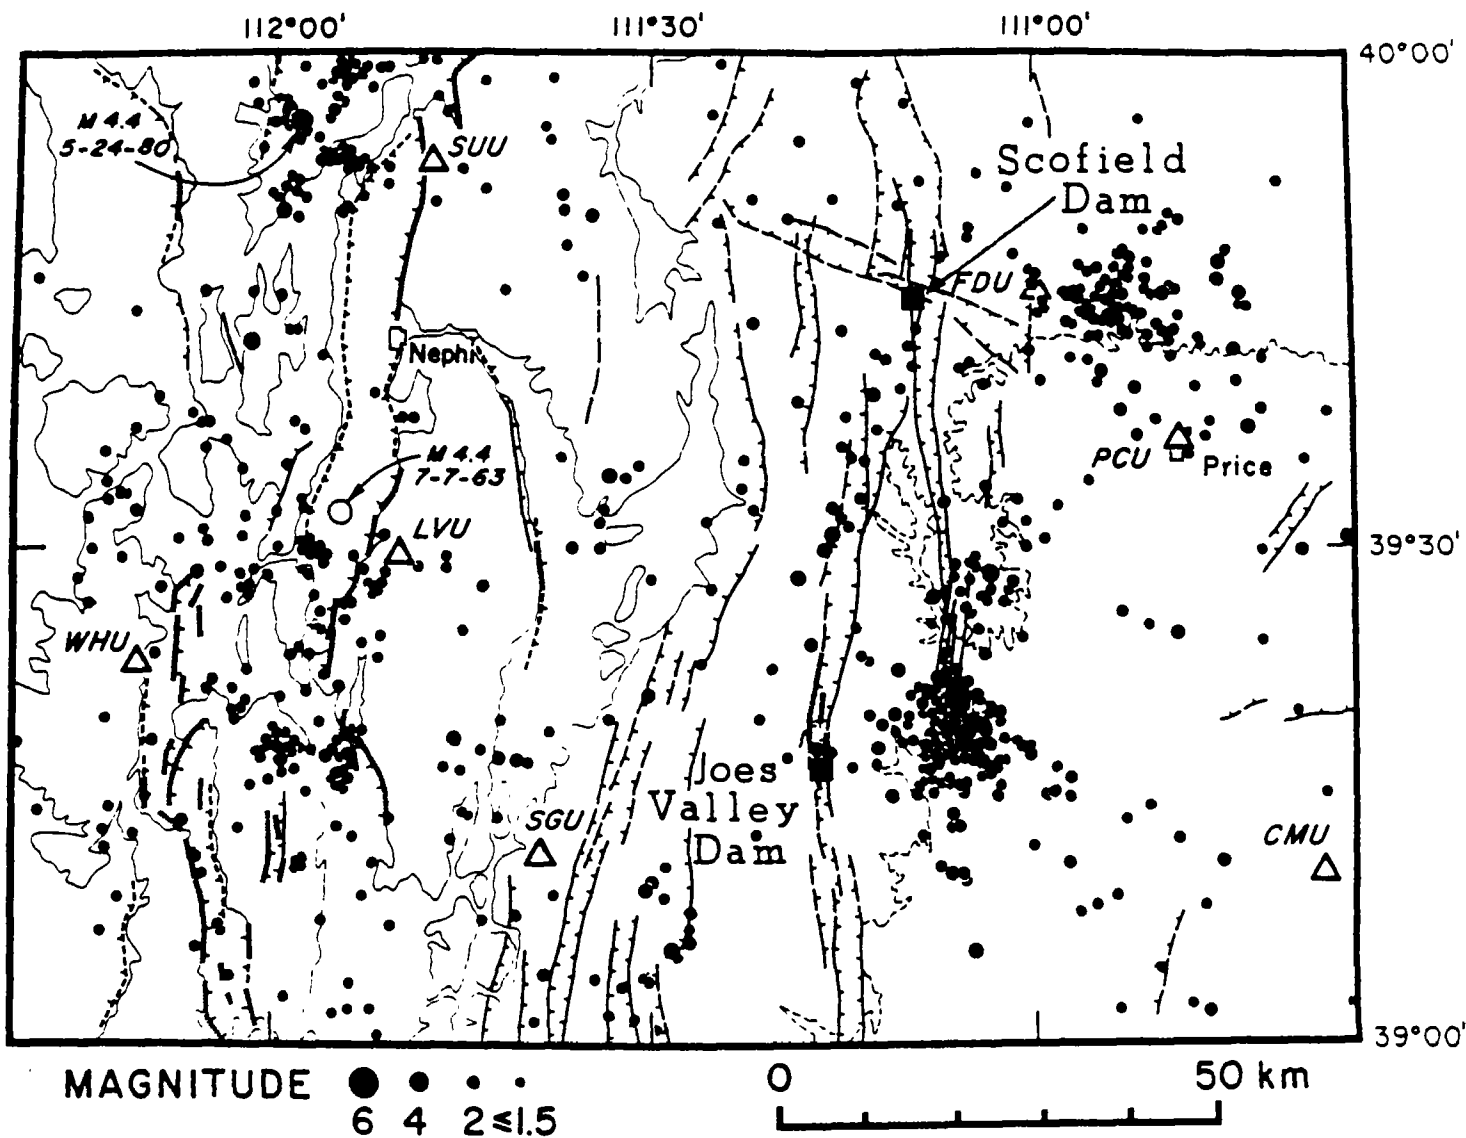 112°00' 111°30' 111°00'
40°00'
M 4.4
5-24-80
SUU
Scofield
Dam
FDU
Nephi
M 4.4
7-7-63
PCU
Price
LVU
39°30'
WHU
Joes
Valley
Dam
SGU
CMU
39°00'
MAGNITUDE
6 4 2 ≤1.5
0 50 km